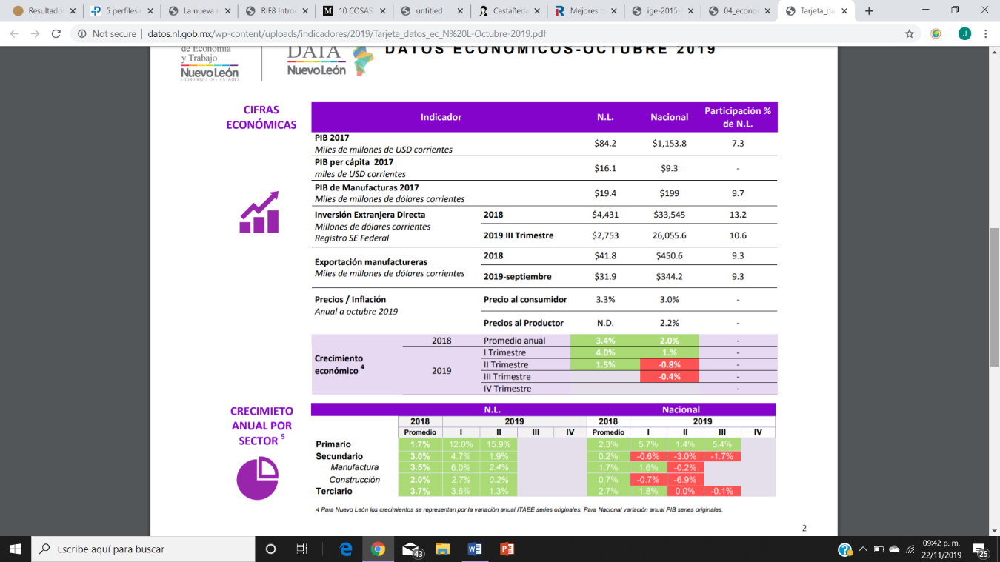 Resultados
5 perfiles
La nueva
RIF8 Intro
10 COSAS
untitled
Castañeda
Mejores b
ige-2015-
04_econo
Tarjeta_da
Not secure | datos.nl.gob.mx/wp-content/uploads/indicadores/2019/Tarjeta_datos_ec_N%20L-Octubre-2019.pdf
J
de Economía
y Trabajo
NuevoLeón
GOBIERNO DEL ESTADO
DATA
NuevoLeón
DATOS ECONÓMICOS-OCTUBRE 2019
CIFRAS
ECONÓMICAS
Indicador N.L. Nacional Participación % de N.L.
PIB 2017
Miles de millones de USD corrientes $84.2 $1,153.8 7.3
PIB per cápita 2017
miles de USD corrientes $16.1 $9.3 -
PIB de Manufacturas 2017
Miles de millones de dólares corrientes $19.4 $199 9.7
Inversión Extranjera Directa 2018 $4,431 $33,545 13.2
Millones de dólares corrientes
Registro SE Federal 2019 III Trimestre $2,753 26,055.6 10.6
2018 $41.8 $450.6 9.3
Exportación manufactureras
Miles de millones de dólares corrientes 2019-septiembre $31.9 $344.2 9.3
Precios / Inflación Precio al consumidor 3.3% 3.0% -
Anual a octubre 2019
Precios al Productor N.D. 2.2% -
2018 Promedio anual 3.4% 2.0% -
I Trimestre 4.0% 1.% -
Crecimiento
económico 4 2019 II Trimestre 1.5% -0.8% -
III Trimestre -0.4% -
IV Trimestre -
CRECIMIETO
ANUAL POR
SECTOR 5
N.L. Nacional
2018 2019 2018 2019
Promedio I II III IV Promedio I II III IV
Primario 1.7% 12.0% 15.9% 2.3% 5.7% 1.4% 5.4%
Secundario 3.0% 4.7% 1.9% 0.2% -0.6% -3.0% -1.7%
Manufactura 3.5% 6.0% 2.4% 1.7% 1.6% -0.2%
Construcción 2.0% 2.7% 0.2% 0.7% -0.7% -6.9%
Terciario 3.7% 3.6% 1.3% 2.7% 1.8% 0.0% -0.1%
4 Para Nuevo León los crecimientos se representan por la variación anual ITAEE series originales. Para Nacional variación anual PIB series originales.
2
Escribe aquí para buscar
43
09:42 p. m.
22/11/2019
25